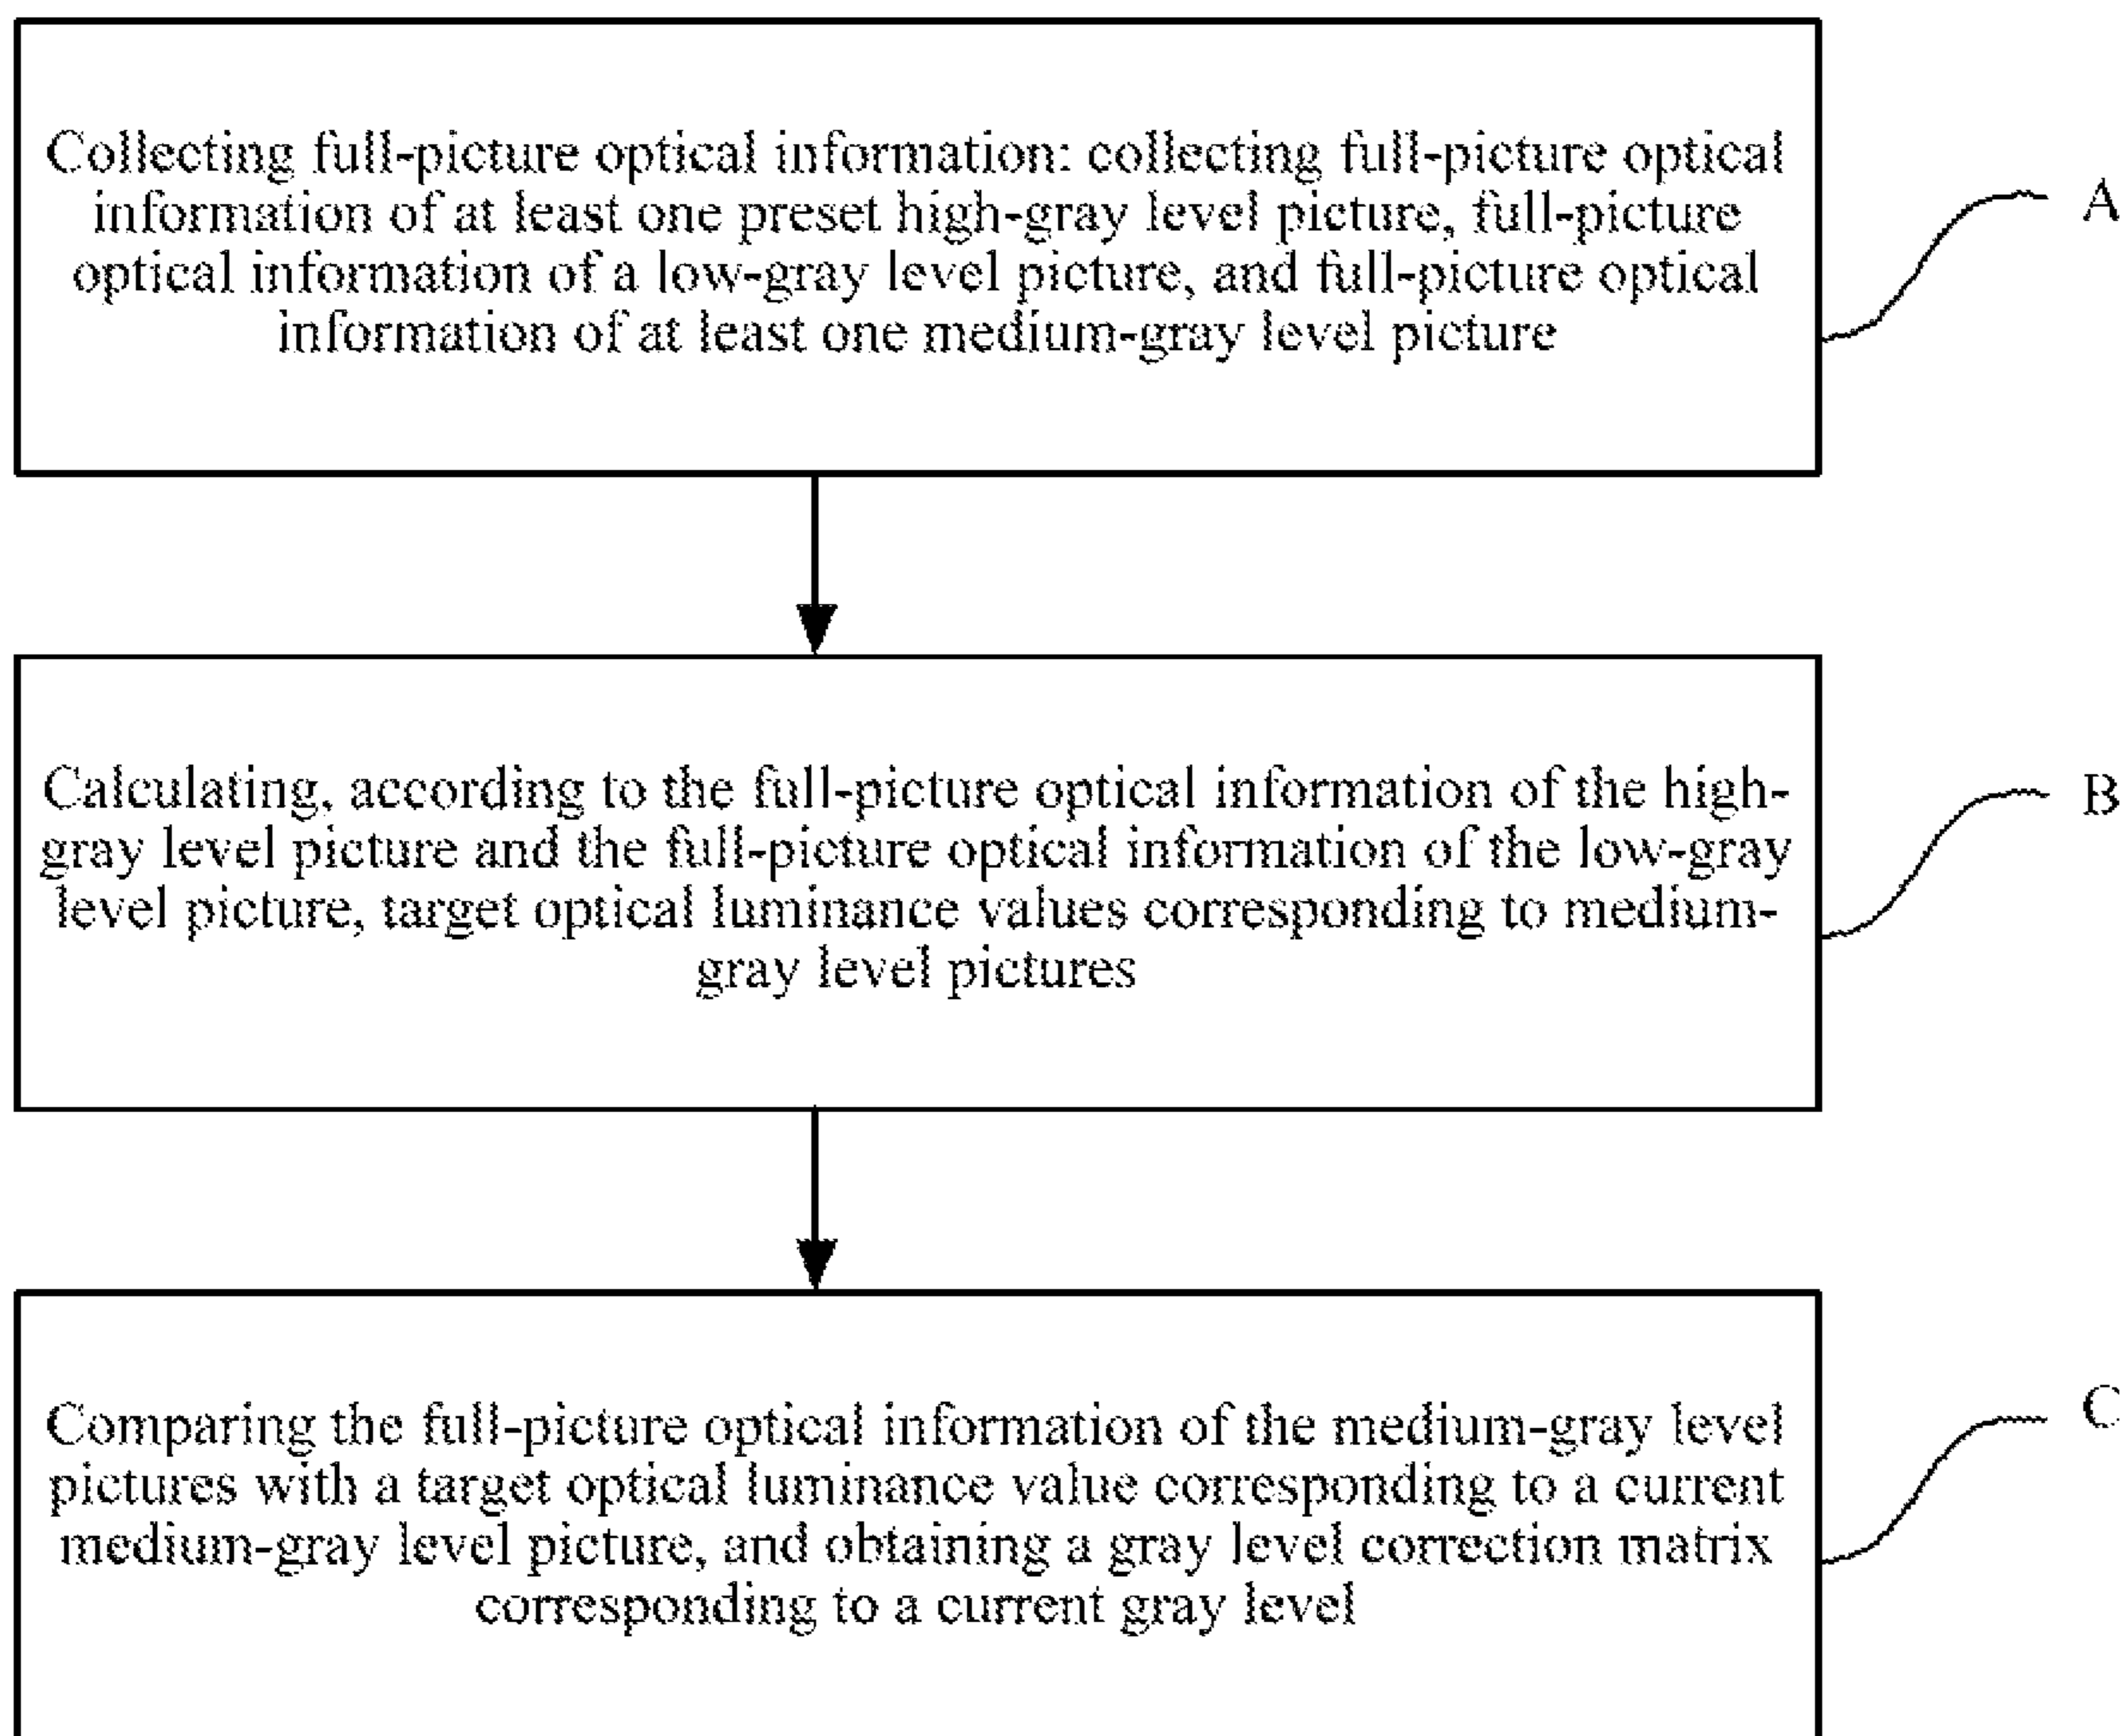 Collecting full-picture optical information: collecting full-picture optical
information of at least one preset high-gray level picture, full-picture
optical information of a low-gray level picture, and full-picture optical
information of at least one medium-gray level picture
A
Calculating, according to the full-picture optical information of the high-
gray level picture and the full-picture optical information of the low-gray
level picture, target optical luminance values corresponding to medium-
gray level pictures
B
Comparing the full-picture optical information of the medium-gray level
pictures with a target optical luminance value corresponding to a current
medium-gray level picture, and obtaining a gray level correction matrix
corresponding to a current gray level
C